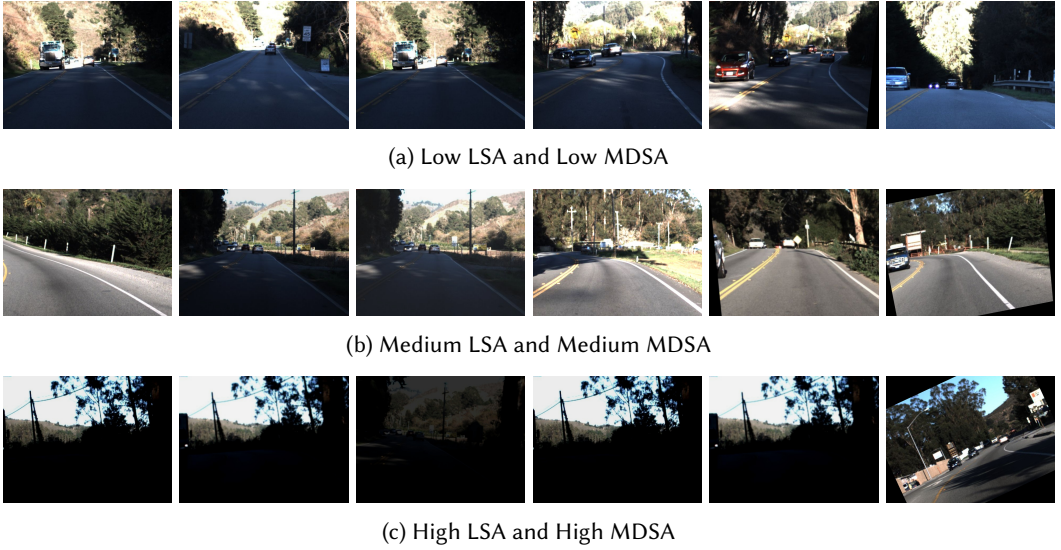 (a) Low LSA and Low MDSA
(b) Medium LSA and Medium MDSA
(c) High LSA and High MDSA